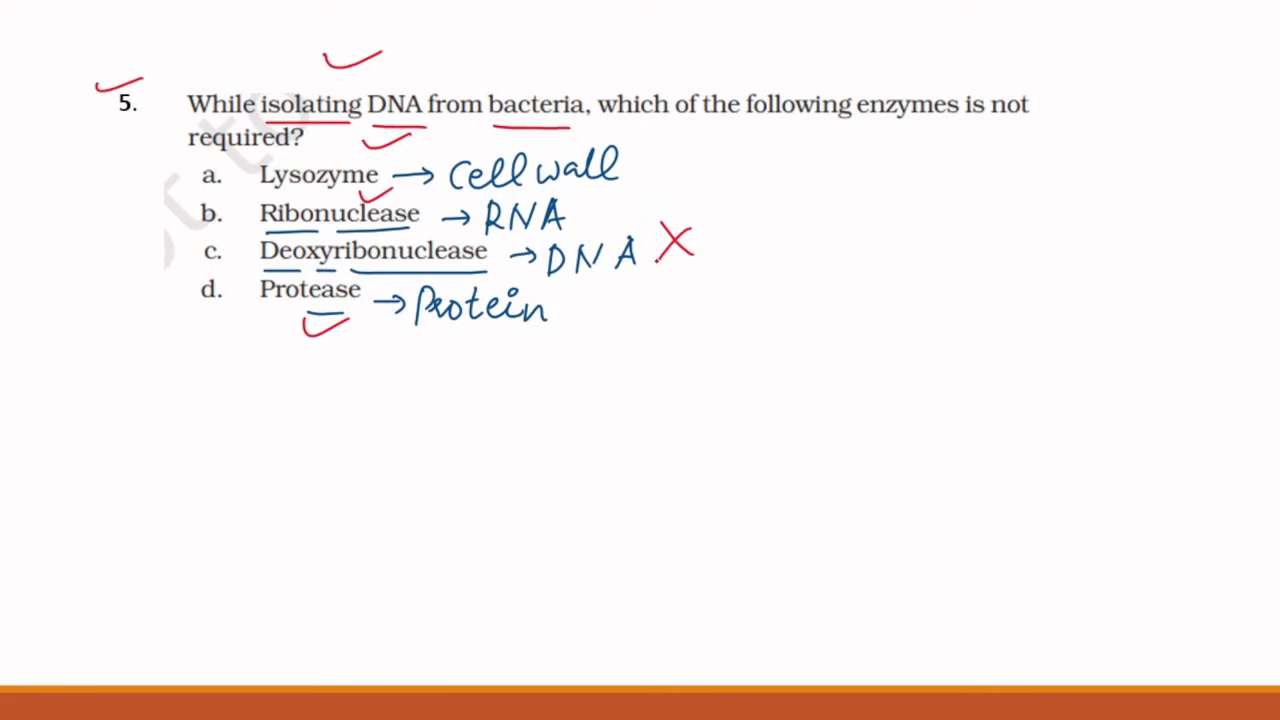 5. While isolating DNA from bacteria, which of the following enzymes is not
required?
a. Lysozyme → Cell wall
b. Ribonuclease → RNA
c. Deoxyribonuclease → DNA X
d. Protease → Protein